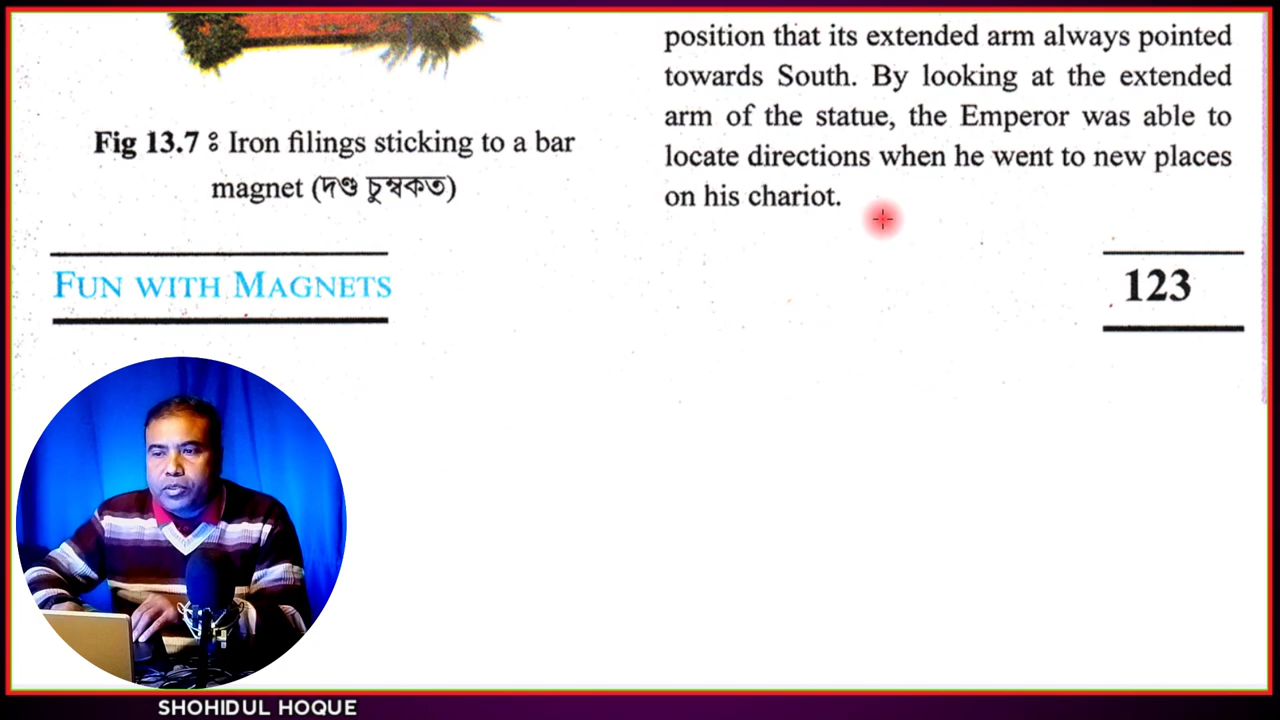 Fig 13.7 ঃ Iron filings sticking to a bar
magnet (দণ্ড চুম্বকত)
position that its extended arm always pointed
towards South. By looking at the extended
arm of the statue, the Emperor was able to
locate directions when he went to new places
on his chariot.
FUN WITH MAGNETS
123
SHOHIDUL HOQUE